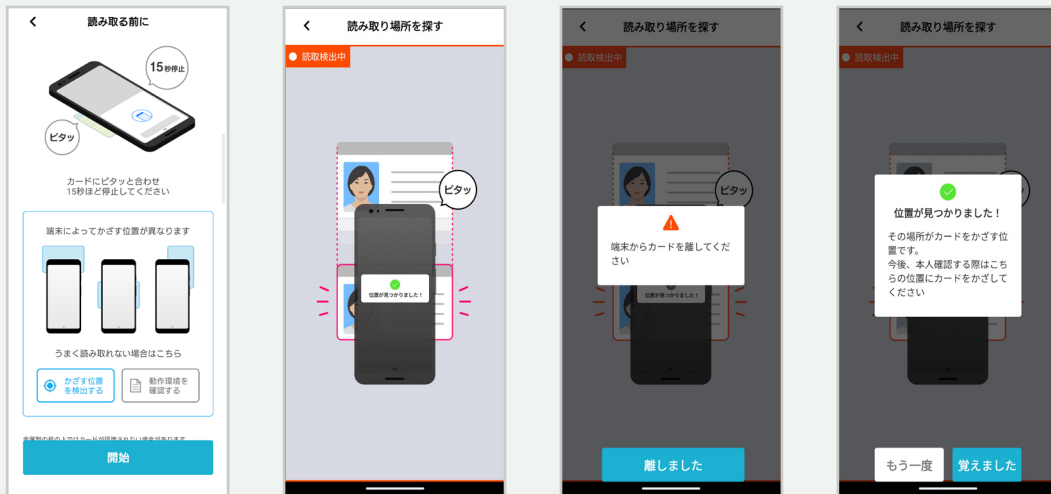 読み取る前に
15秒停止
ピタッ
カードにピタッと合わせ
15秒ほど停止してください
端末によってかざす位置が異なります
うまく読み取れない場合はこちら
かざす位置
を検出する
動作環境を
確認する
開始
読み取り場所を探す
読取検出中
ピタッ
位置が見つかりました！
読み取り場所を探す
読取検出中
ピタッ
端末からカードを離してくだ
さい
位置が見つかりました！
離しました
読み取り場所を探す
読取検出中
位置が見つかりました！
その場所がカードをかざす位
置です。
今後、本人確認する際はこち
らの位置にカードをかざして
ください
もう一度
覚えました